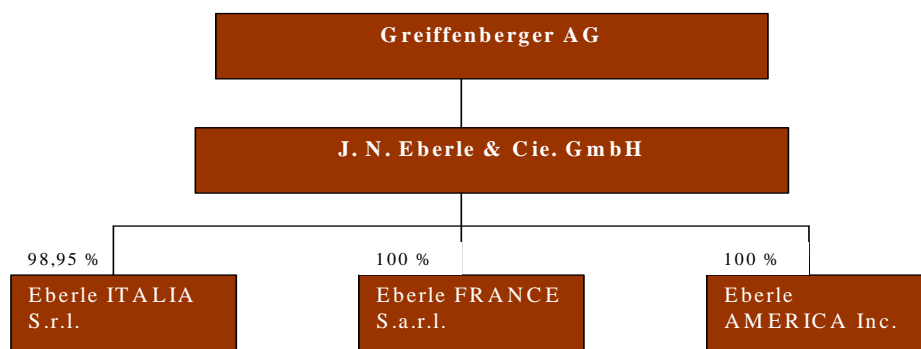 Greiffenberger AG
J. N. Eberle & Cie. GmbH
98,95 %
100 %
100 %
Eberle ITALIA
S.r.l.
Eberle FRANCE
S.a.r.l.
Eberle
AMERICA Inc.